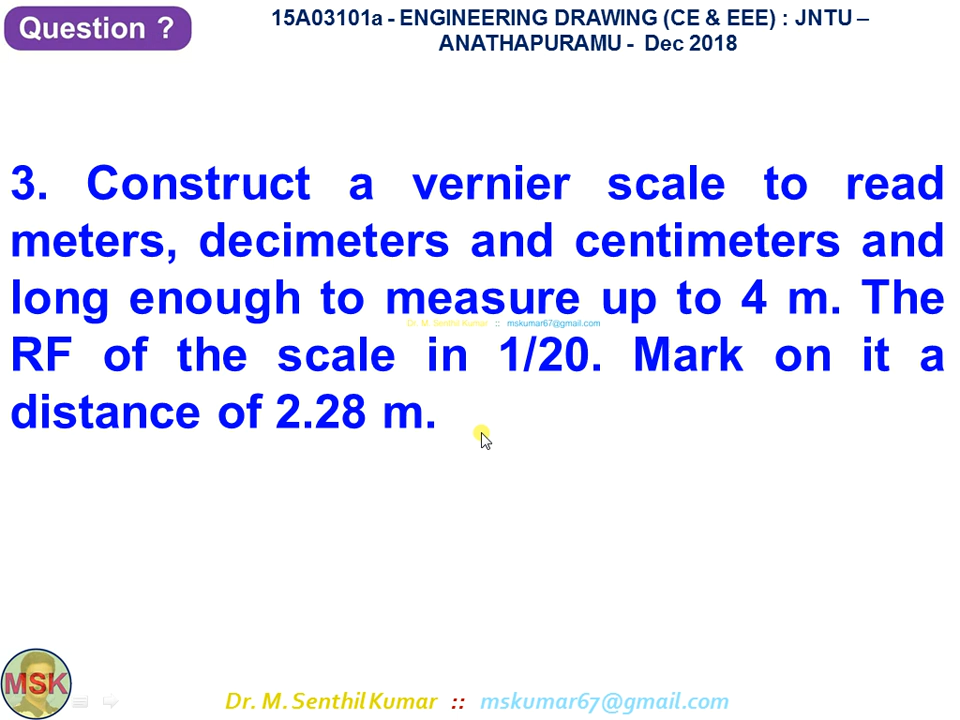 Question ?
15A03101a - ENGINEERING DRAWING (CE & EEE) : JNTU –
ANATHAPURAMU - Dec 2018
3. Construct a vernier scale to read
meters, decimeters and centimeters and
long enough to measure up to 4 m. The
Dr. M. Senthil Kumar :: mskumar67@gmail.com
RF of the scale in 1/20. Mark on it a
distance of 2.28 m.
MSK
Dr. M. Senthil Kumar :: mskumar67@gmail.com